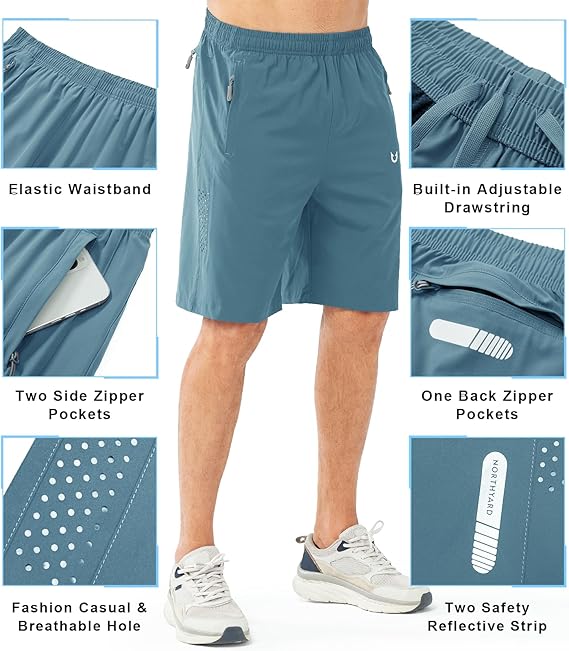 Elastic Waistband
Built-in Adjustable
Drawstring
Two Side Zipper
Pockets
One Back Zipper
Pockets
NORTHYARD
Fashion Casual &
Breathable Hole
Two Safety
Reflective Strip